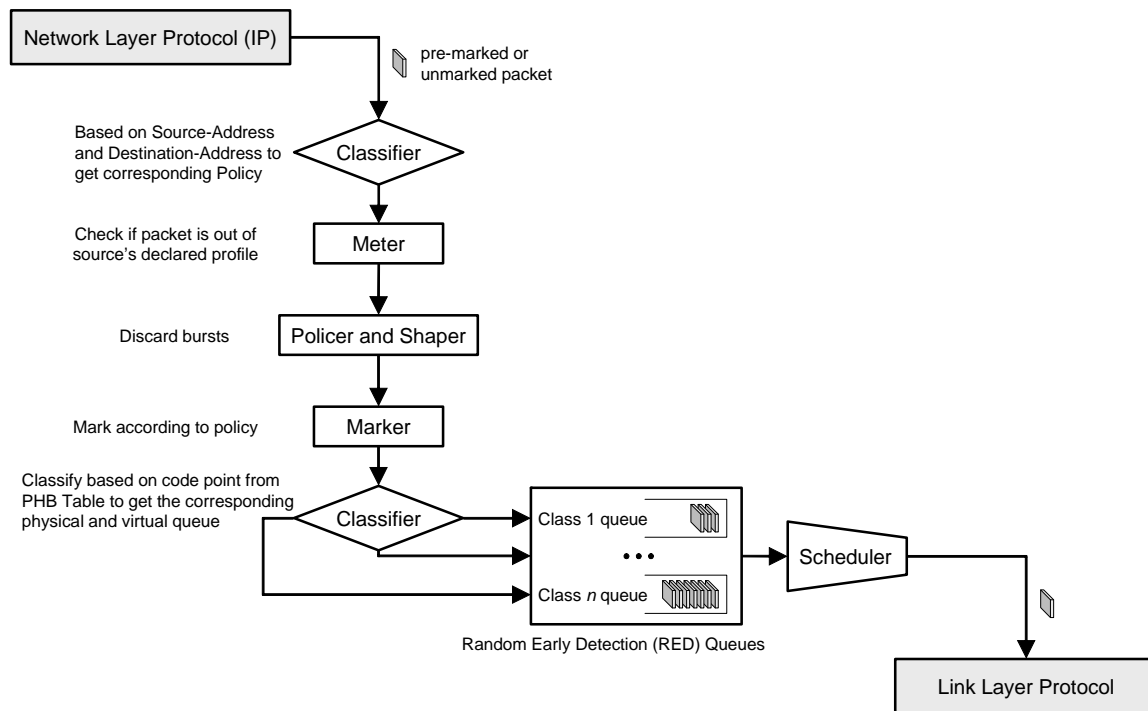 Network Layer Protocol (IP)
pre-marked or
unmarked packet
Based on Source-Address
and Destination-Address to
get corresponding Policy
Classifier
Check if packet is out of
source's declared profile
Meter
Discard bursts
Policer and Shaper
Mark according to policy
Marker
Classify based on code point from
PHB Table to get the corresponding
physical and virtual queue
Classifier
Class 1 queue
•••
Class n queue
Random Early Detection (RED) Queues
Scheduler
Link Layer Protocol